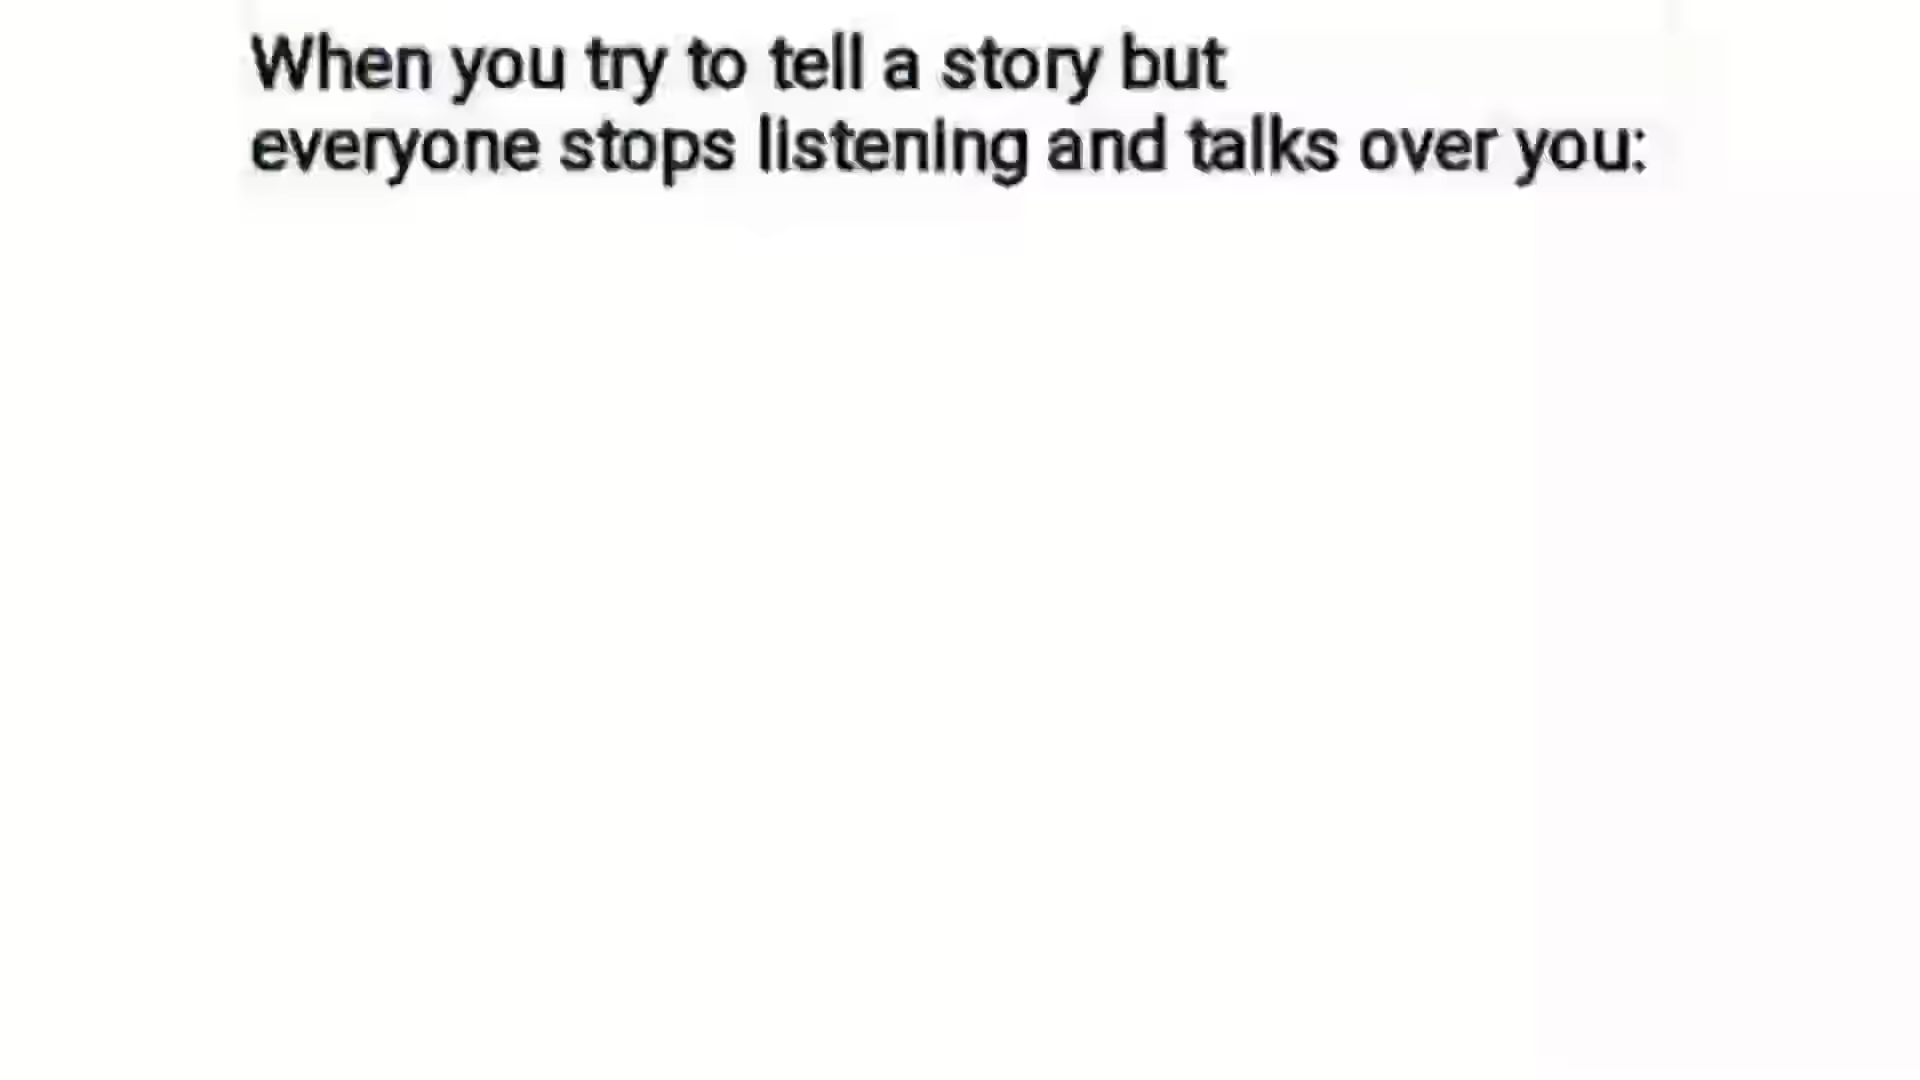 When you try to tell a story but
everyone stops listening and talks over you: